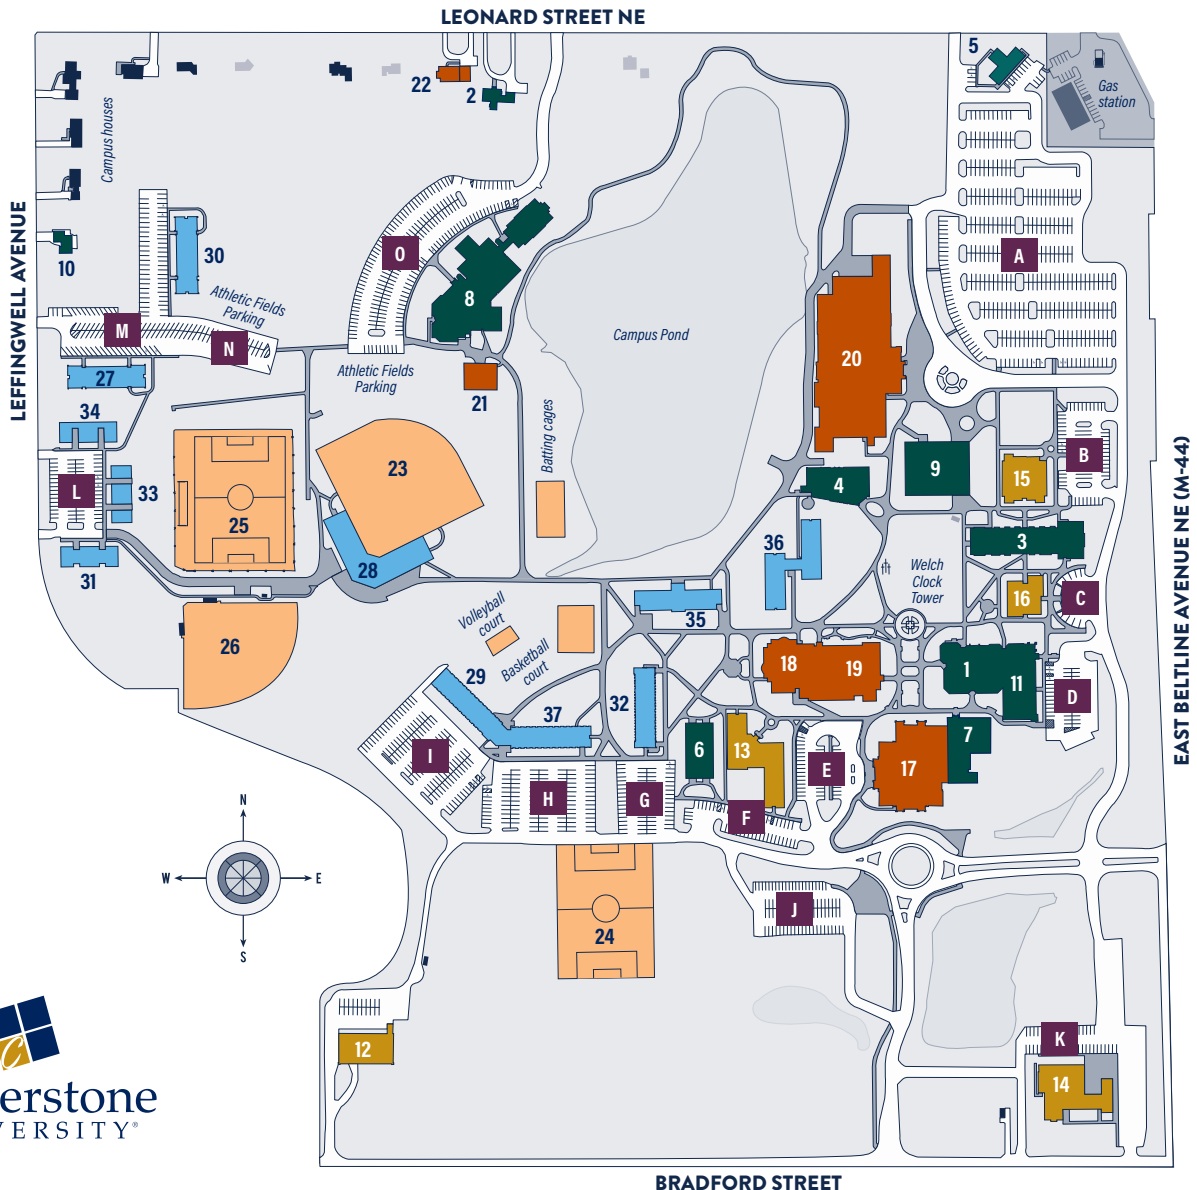 LEONARD STREET NE
5
22
2
Gas
station
Campus houses
LEFFINGWELL AVENUE
10
30
Athletic Fields
Parking
O
8
A
M
N
Campus Pond
20
27
Athletic Fields
Parking
21
34
Batting cages
B
23
9
15
4
L
33
25
EAST BELTLINE AVENUE NE (M-44)
3
36
28
31
Welch
Clock
Tower
16
C
Volleyball
court
35
26
Basketball
court
18
19
1
11
29
32
D
37
6
13
7
I
E
17
H
G
F
N
W
E
S
J
24
K
12
14
C
erstone
VERSITY®
BRADFORD STREET